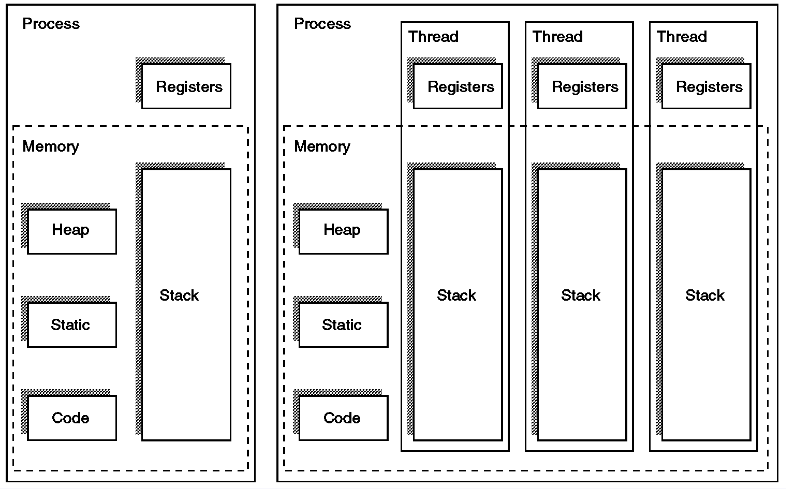 Process
Registers
Memory
Heap
Static
Code
Stack
Process
Thread
Thread
Thread
Registers
Registers
Registers
Memory
Heap
Static
Code
Stack
Stack
Stack